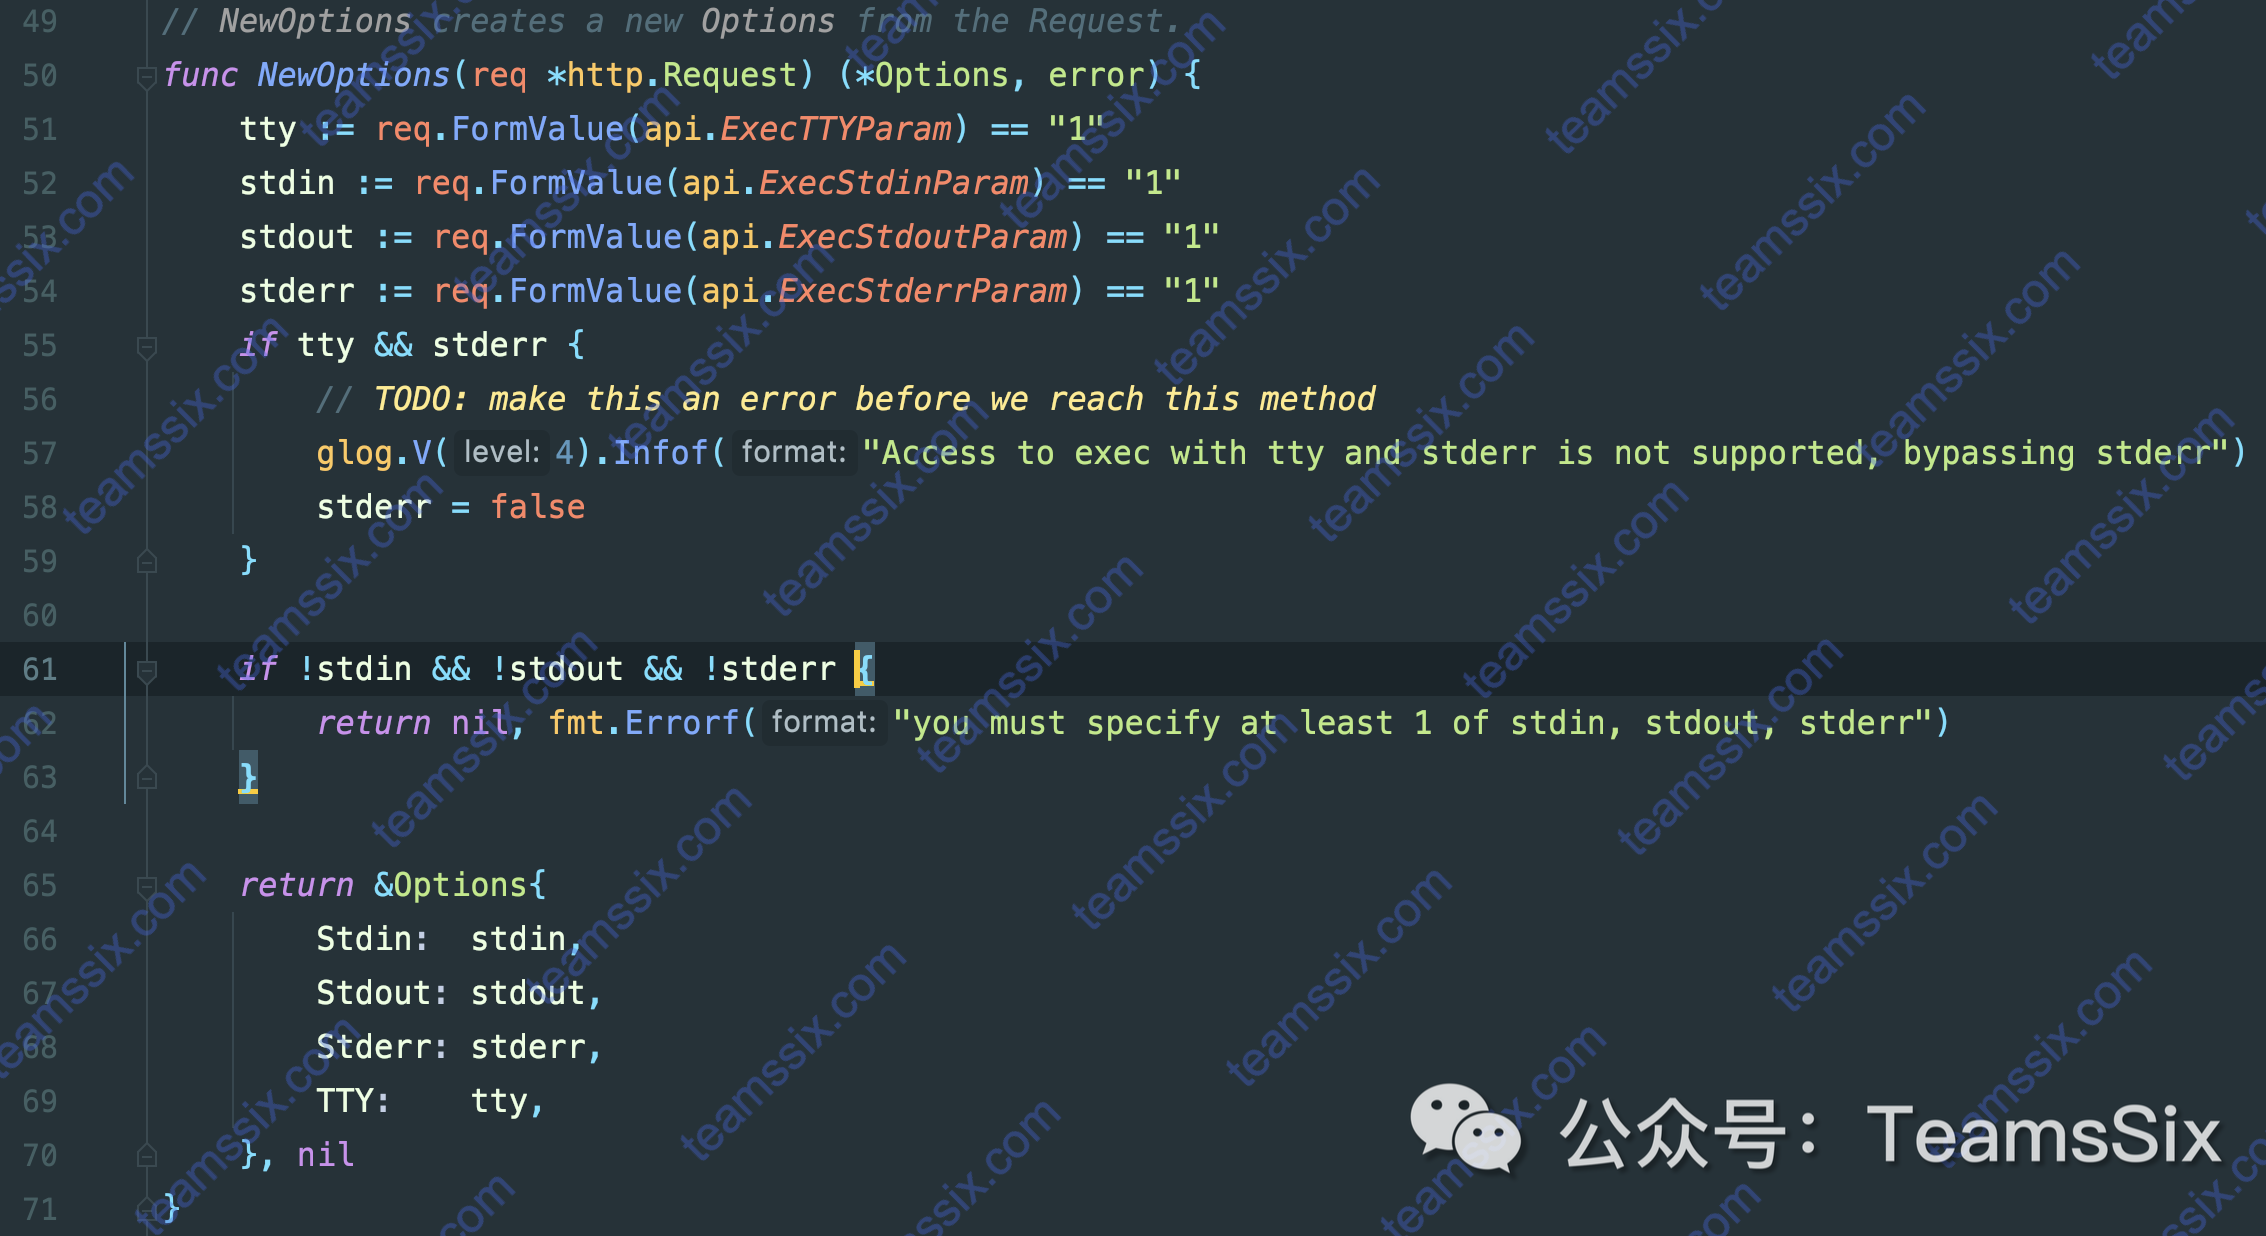 49 // NewOptions creates a new Options from the Request.
50 func NewOptions(req *http.Request) (*Options, error) {
51     tty := req.FormValue(api.ExecTTYParam) == "1"
52     stdin := req.FormValue(api.ExecStdinParam) == "1"
53     stdout := req.FormValue(api.ExecStdoutParam) == "1"
54     stderr := req.FormValue(api.ExecStderrParam) == "1"
55     if tty && stderr {
56         // TODO: make this an error before we reach this method
57         glog.V( level: 4).Infof( format: "Access to exec with tty and stderr is not supported, bypassing stderr")
58         stderr = false
59     }
60
61     if !stdin && !stdout && !stderr {
62         return nil, fmt.Errorf( format: "you must specify at least 1 of stdin, stdout, stderr")
63     }
64
65     return &Options{
66         Stdin:  stdin,
67         Stdout: stdout,
68         Stderr: stderr,
69         TTY:    tty,
70     }, nil
71 }
公众号：TeamsSix
teamssix.com